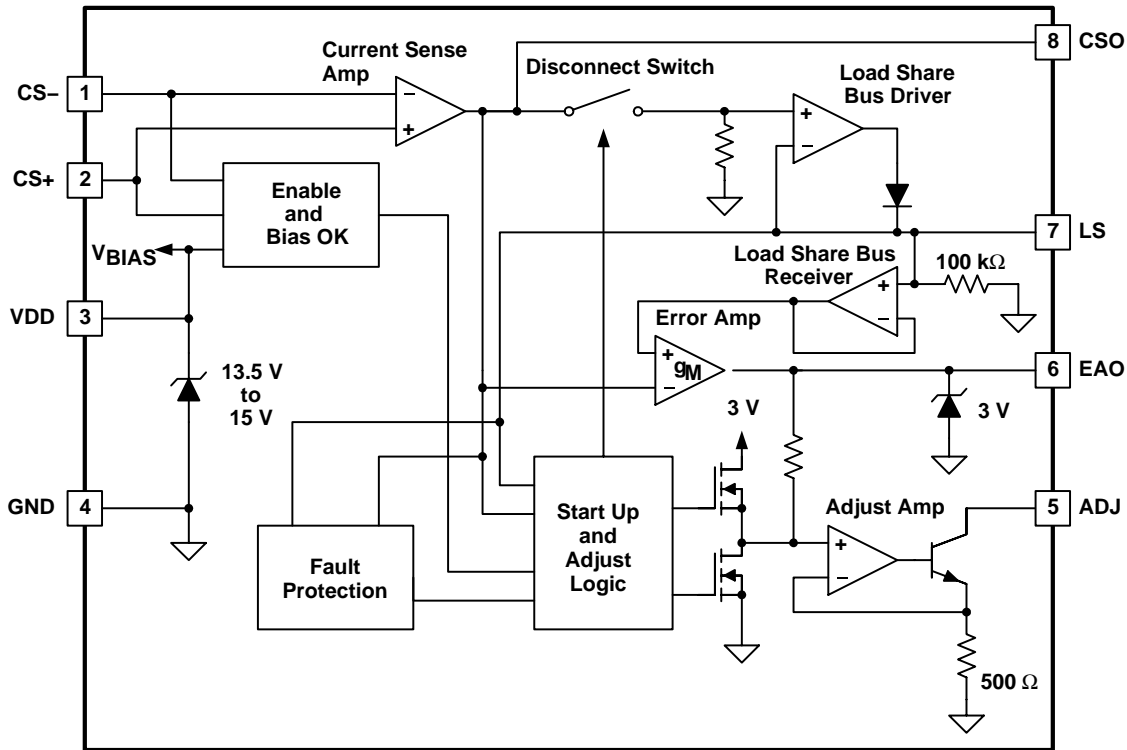 Current Sense
Amp
Disconnect Switch
Load Share
Bus Driver
8 CSO
CS– 1
–
+
+
–
CS+ 2
Enable
and
Bias OK
VBIAS
7 LS
Load Share Bus
Receiver
100 kΩ
+
–
VDD 3
Error Amp
+
gM
–
6 EAO
13.5 V
to
15 V
3 V
3 V
GND 4
Start Up
and
Adjust
Logic
Adjust Amp
5 ADJ
+
–
Fault
Protection
500 Ω